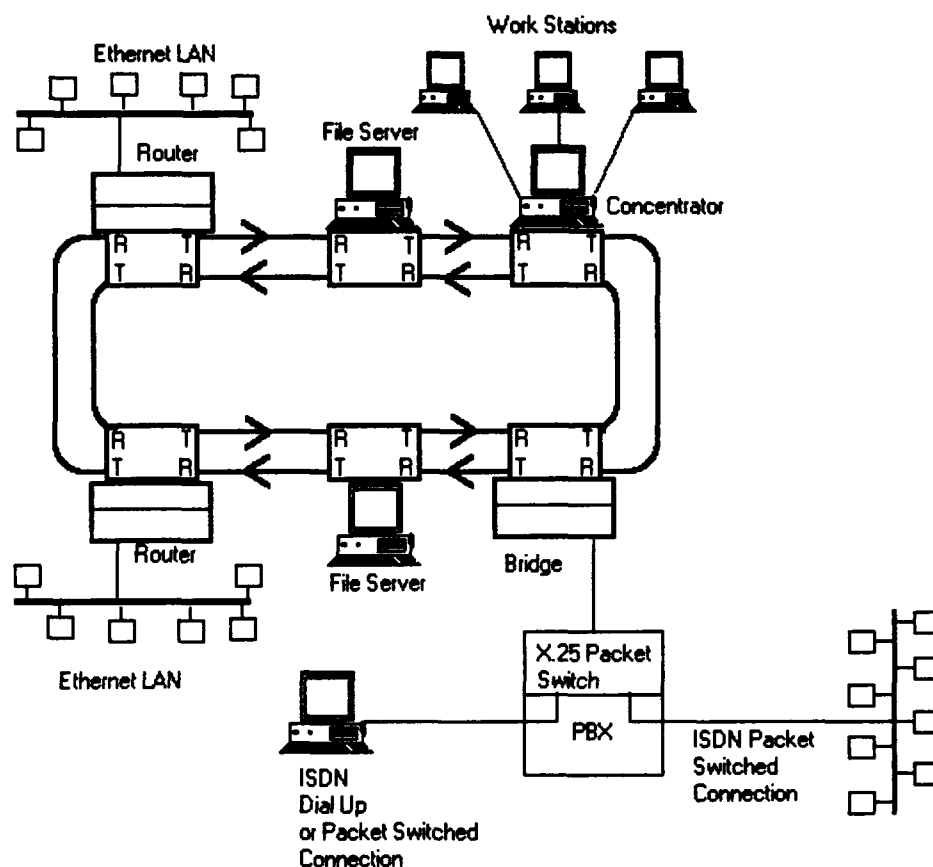 Work Stations
Ethernet LAN
File Server
Router
Concentrator
R T
T R
R T
T R
R T
T R
R T
T R
R T
T R
R T
T R
Router
File Server
Bridge
Ethernet LAN
X.25 Packet
Switch
PBX
ISDN
Dial Up
or Packet Switched
Connection
ISDN Packet
Switched
Connection